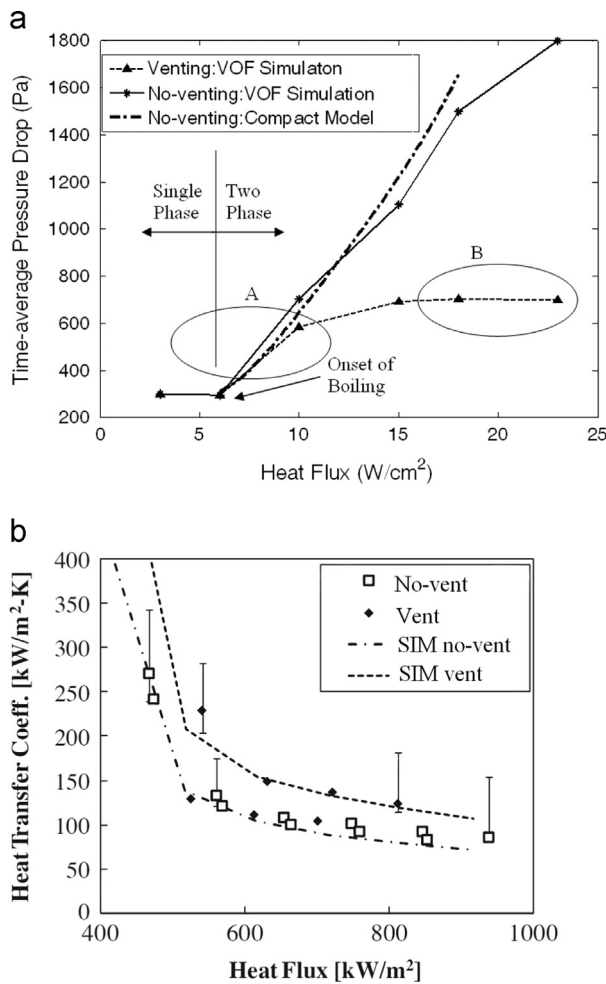 a
1800
1600
1400
1200
1000
800
600
400
200
Time-average Pressure Drop (Pa)
Venting:VOF Simulaton
No-venting:VOF Simulation
No-venting:Compact Model
Single Phase
Two Phase
A
B
Onset of
Boiling
0 5 10 15 20 25
Heat Flux (W/cm²)
b
400
350
300
250
200
150
100
50
0
Heat Transfer Coeff. [kW/m²-K]
No-vent
Vent
SIM no-vent
SIM vent
400 600 800 1000
Heat Flux [kW/m²]